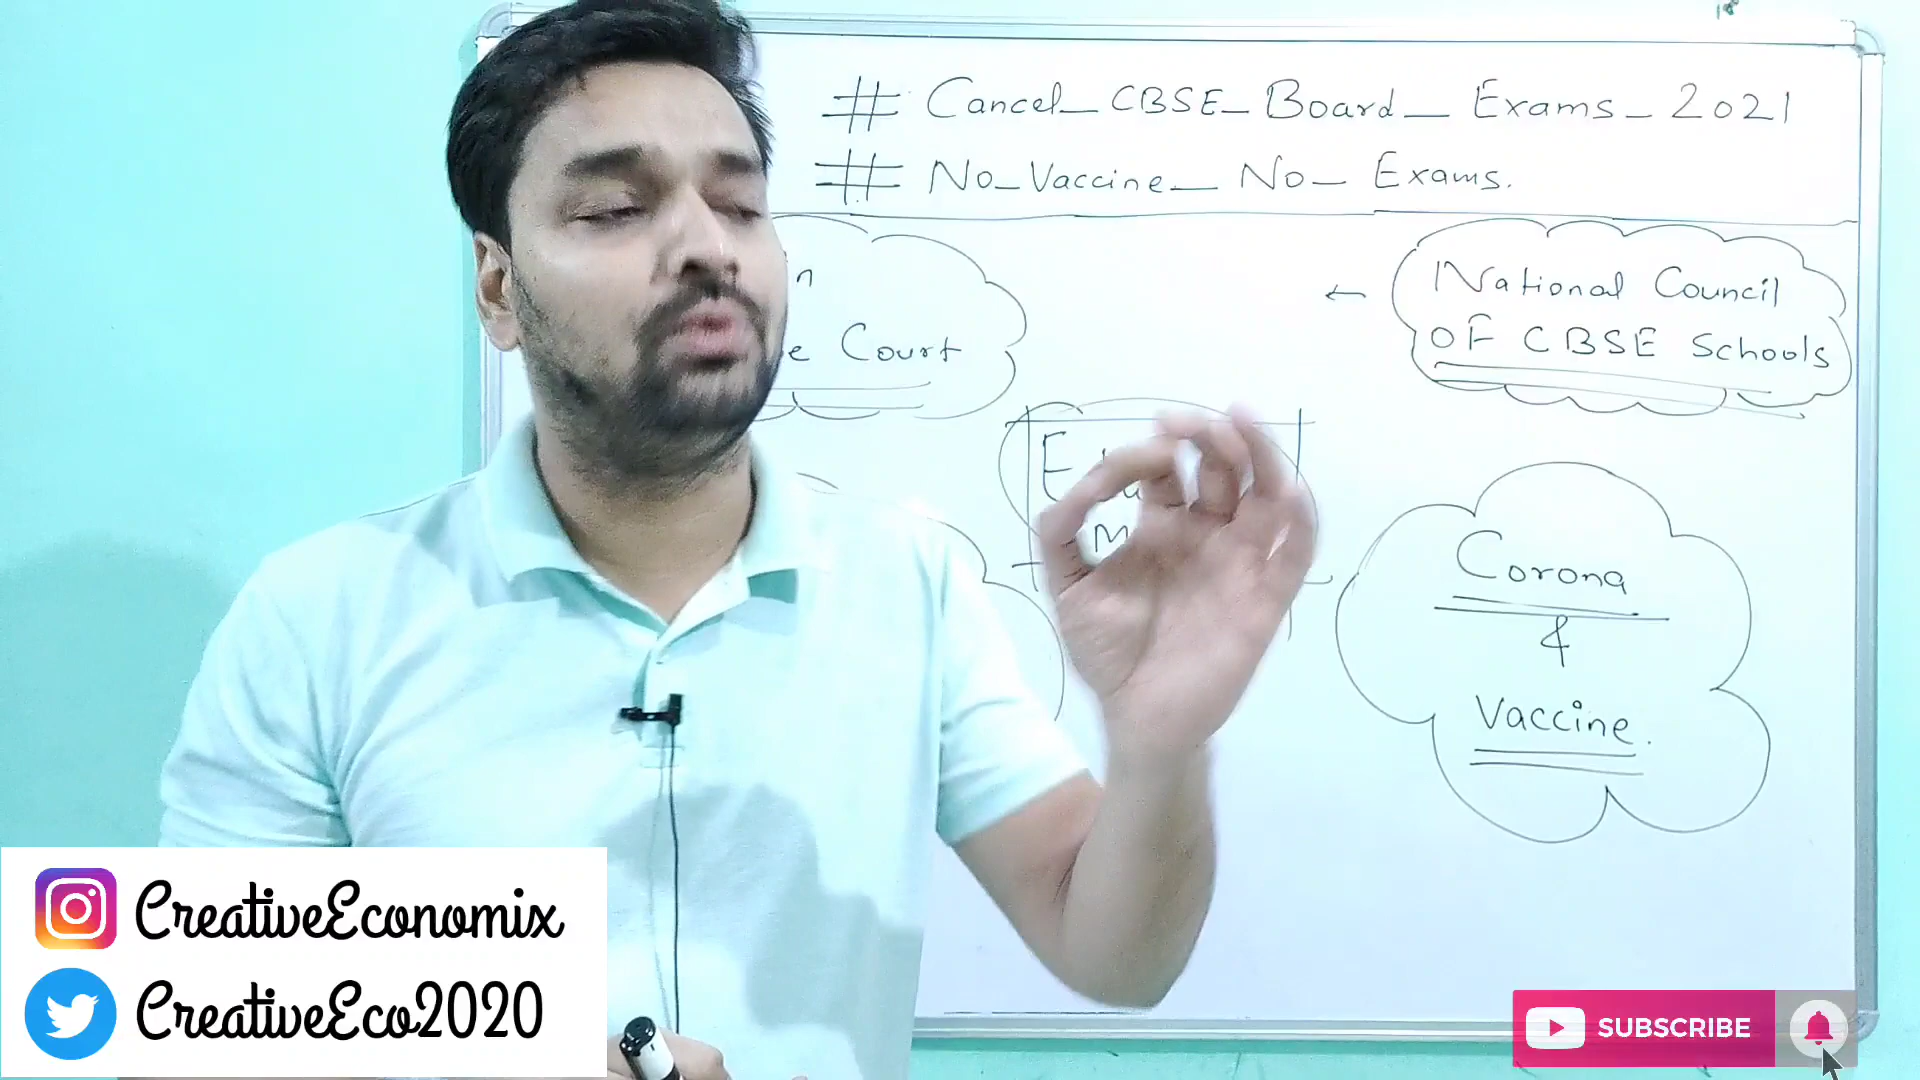 # Cancel_CBSE_Board_Exams_2021
# No_Vaccine_No_Exams.
Court
National Council
OF CBSE Schools
Corona
&
Vaccine.
CreativeEconomix
CreativeEco2020
SUBSCRIBE